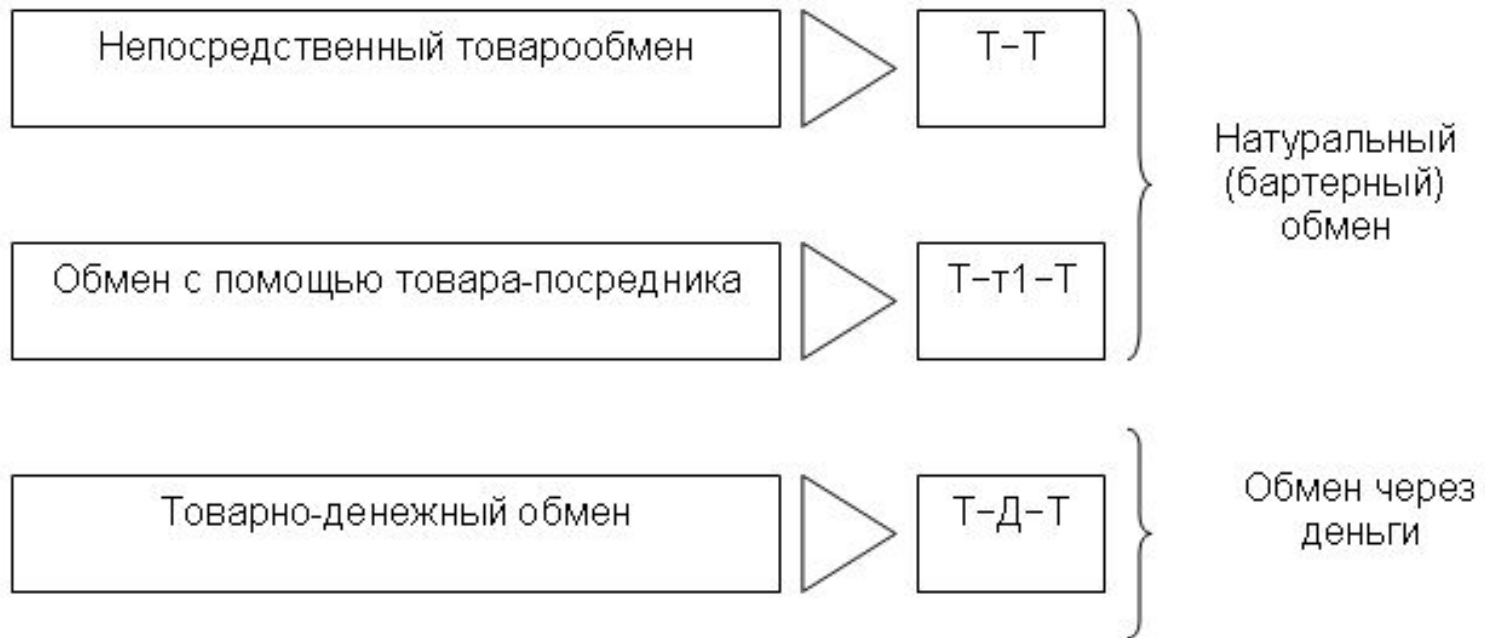 Непосредственный товарообмен
Т–Т
Натуральный
(бартерный)
обмен
Обмен с помощью товара-посредника
Т–т1–Т
Товарно-денежный обмен
Т–Д–Т
Обмен через
деньги